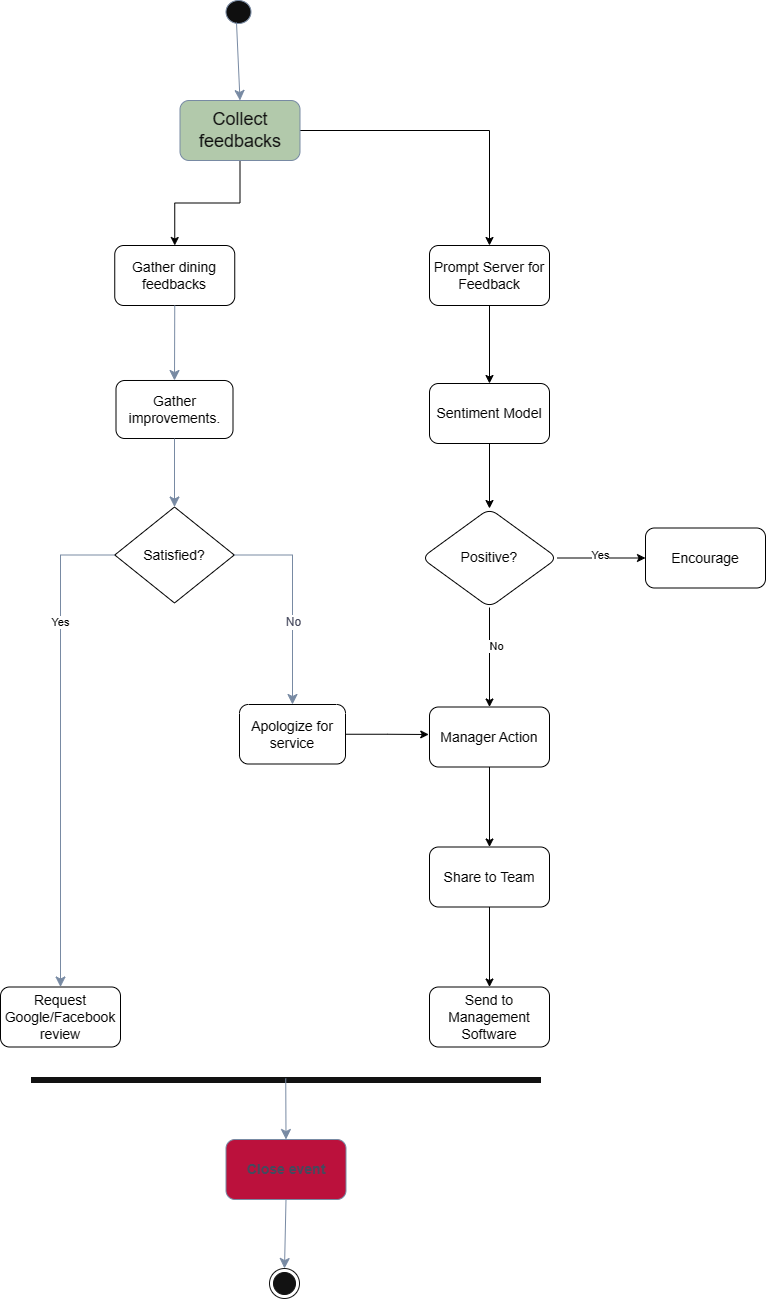 Collect
feedbacks
Gather dining
feedbacks
Prompt Server for
Feedback
Gather
improvements.
Sentiment Model
Satisfied?
Positive?
Yes
Encourage
Yes
No
No
Apologize for
service
Manager Action
Share to Team
Request
Google/Facebook
review
Send to
Management
Software
Close event